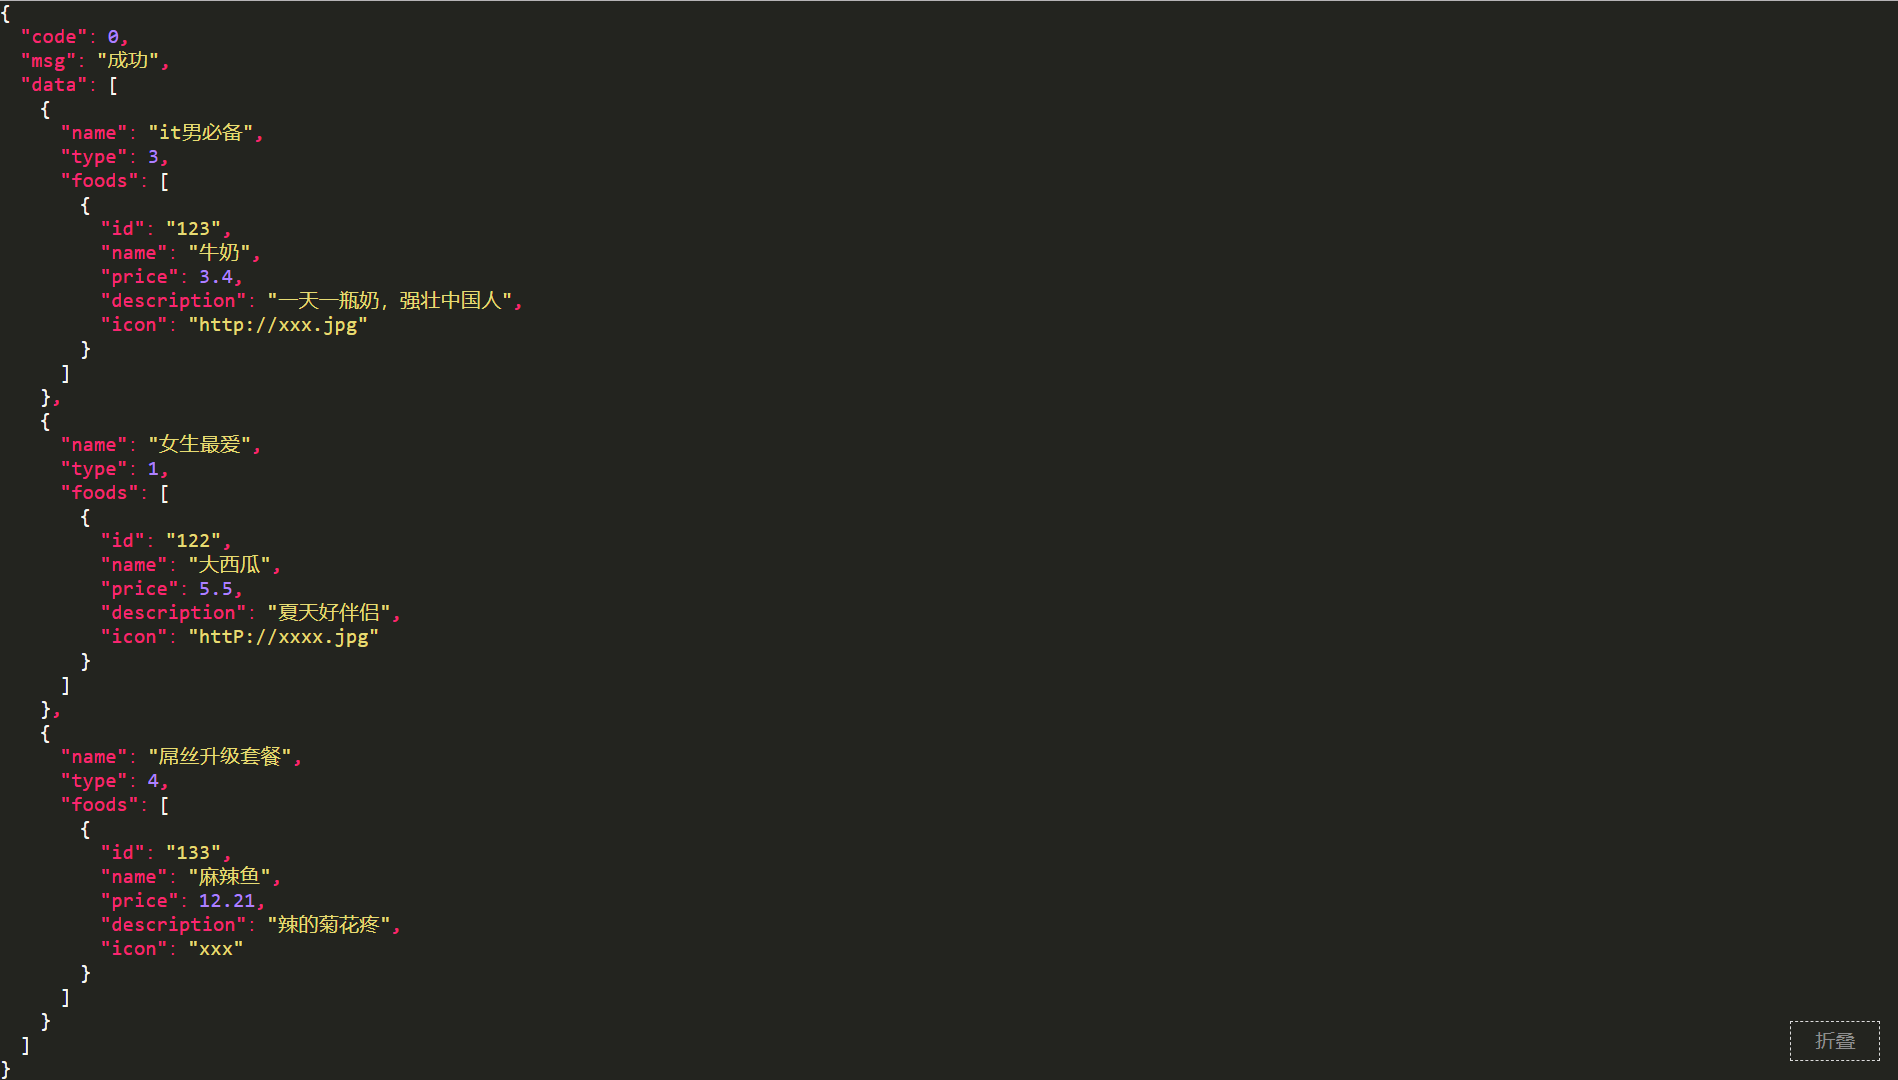 {
  "code": 0,
  "msg": "成功",
  "data": [
    {
      "name": "it男必备",
      "type": 3,
      "foods": [
        {
          "id": "123",
          "name": "牛奶",
          "price": 3.4,
          "description": "一天一瓶奶，强壮中国人",
          "icon": "http://xxx.jpg"
        }
      ]
    },
    {
      "name": "女生最爱",
      "type": 1,
      "foods": [
        {
          "id": "122",
          "name": "大西瓜",
          "price": 5.5,
          "description": "夏天好伴侣",
          "icon": "httP://xxxx.jpg"
        }
      ]
    },
    {
      "name": "屌丝升级套餐",
      "type": 4,
      "foods": [
        {
          "id": "133",
          "name": "麻辣鱼",
          "price": 12.21,
          "description": "辣的菊花疼",
          "icon": "xxx"
        }
      ]
    }
  ]
}
折叠